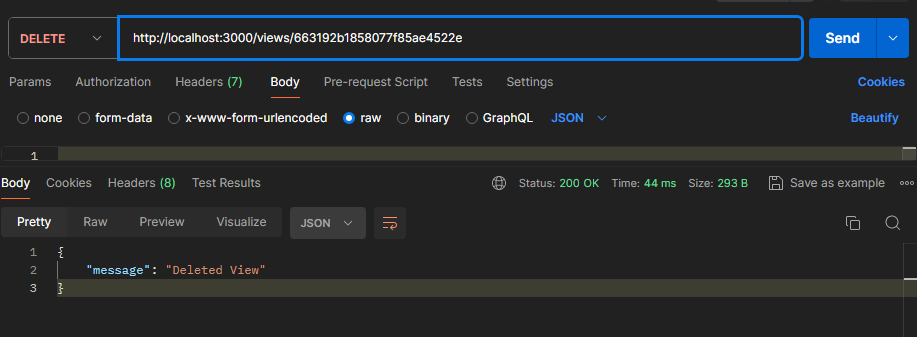 DELETE http://localhost:3000/views/663192b1858077f85ae4522e Send
Params Authorization Headers (7) Body Pre-request Script Tests Settings Cookies
none form-data x-www-form-urlencoded raw binary GraphQL JSON Beautify
1
Body Cookies Headers (8) Test Results Status: 200 OK Time: 44 ms Size: 293 B Save as example
Pretty Raw Preview Visualize JSON
1 {
2 "message": "Deleted View"
3 }